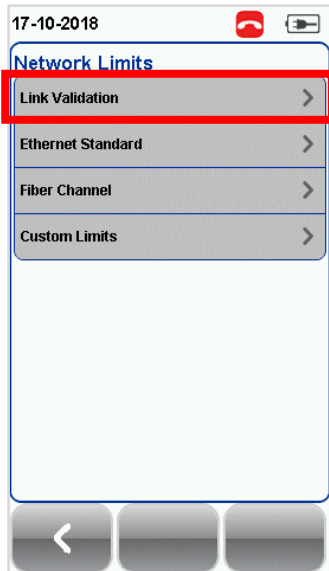 17-10-2018
Network Limits
Link Validation
Ethernet Standard
Fiber Channel
Custom Limits